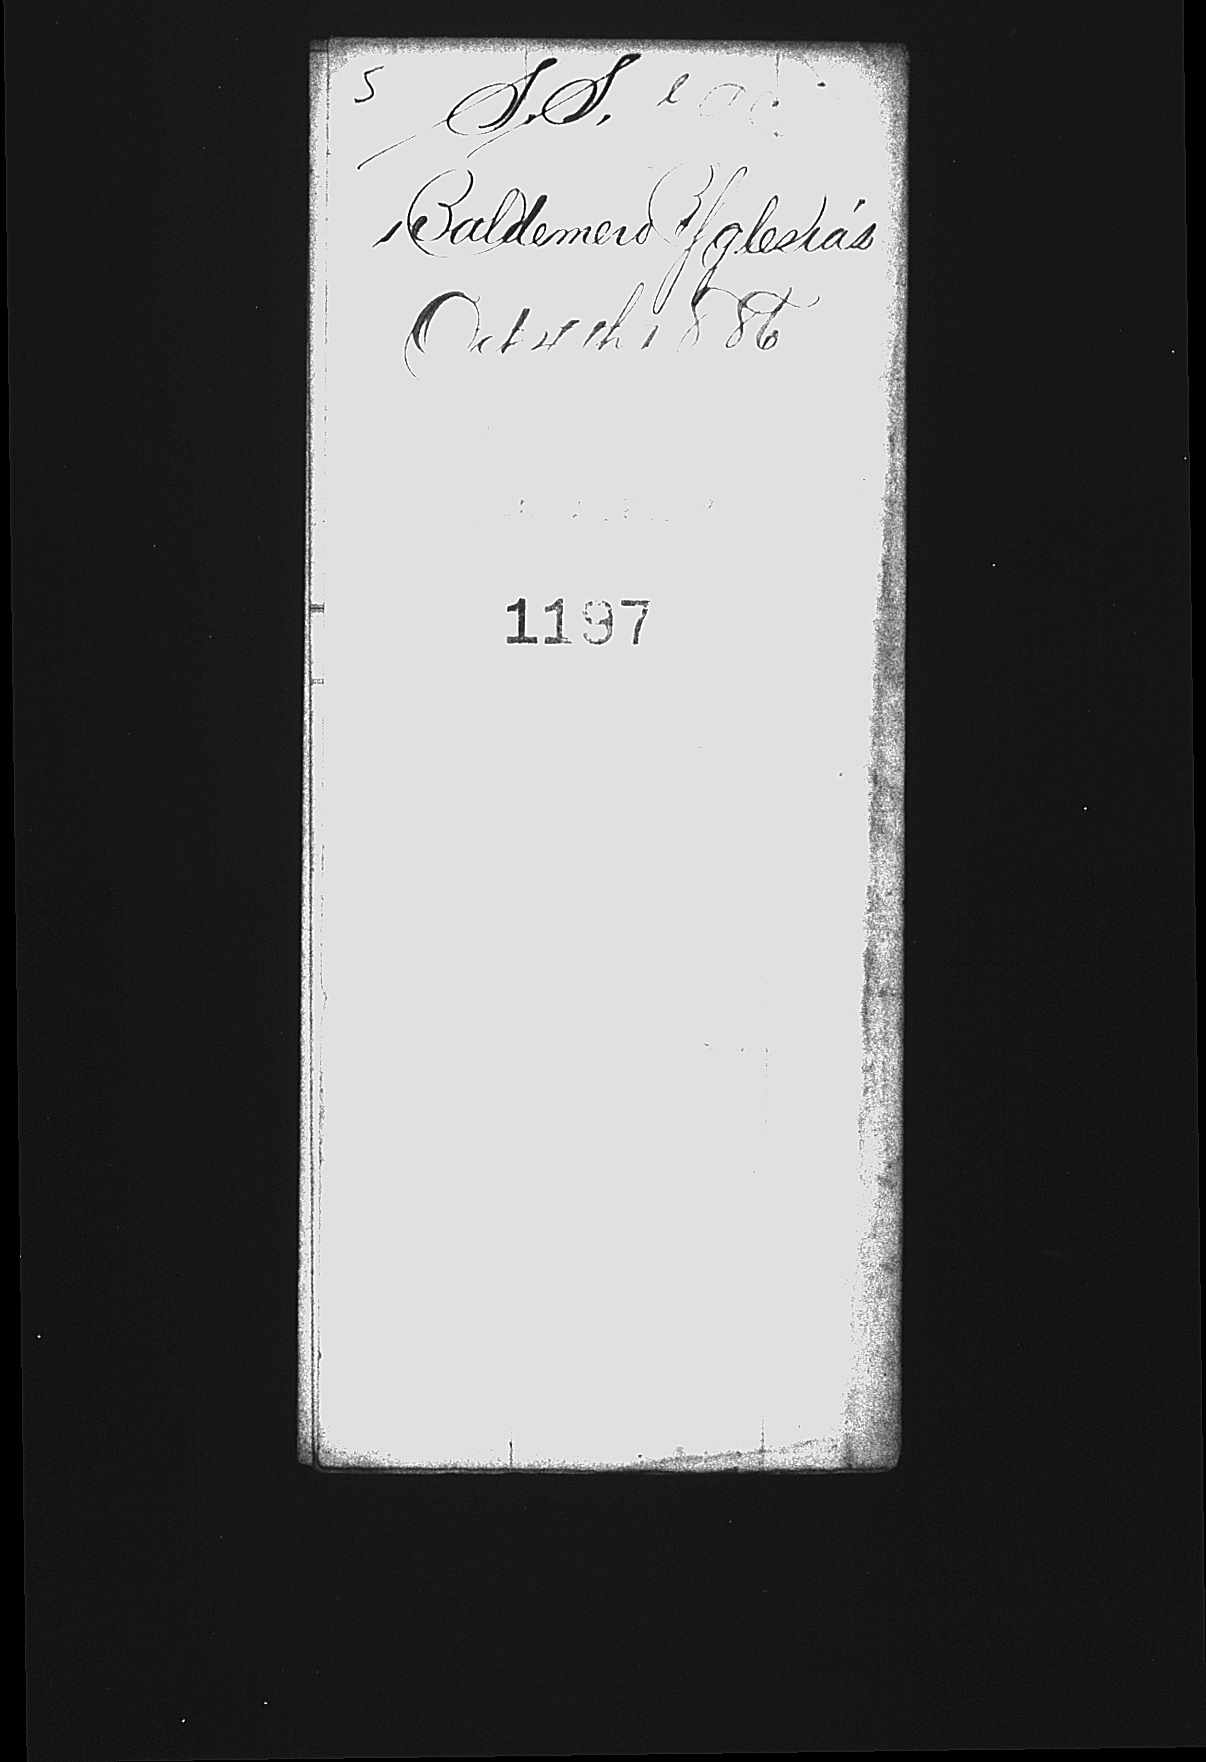 5 S.S.
Baldemero Yglesias
Oct 4th 1886
1197